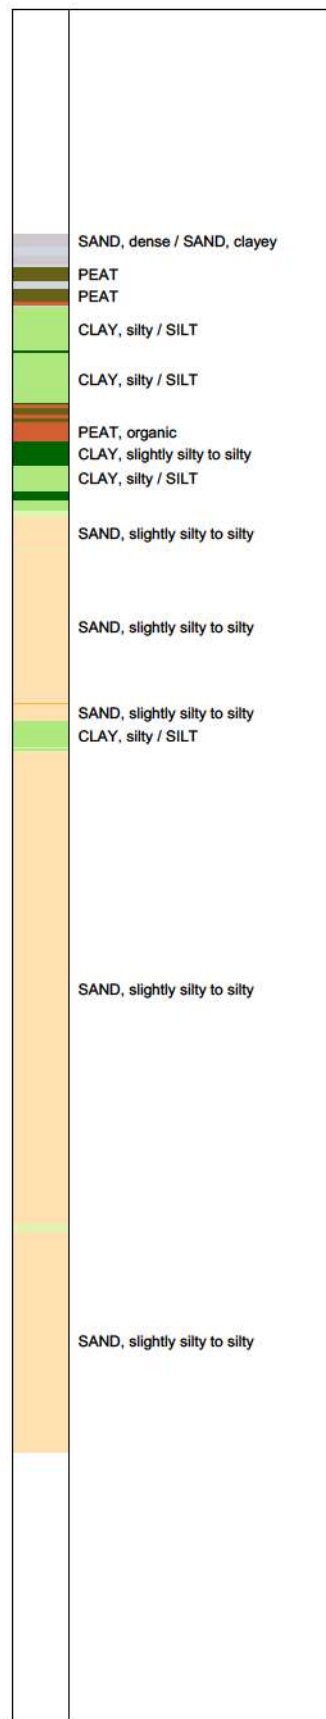 SAND, dense / SAND, clayey
PEAT
PEAT
CLAY, silty / SILT
CLAY, silty / SILT
PEAT, organic
CLAY, slightly silty to silty
CLAY, silty / SILT
SAND, slightly silty to silty
SAND, slightly silty to silty
SAND, slightly silty to silty
CLAY, silty / SILT
SAND, slightly silty to silty
SAND, slightly silty to silty